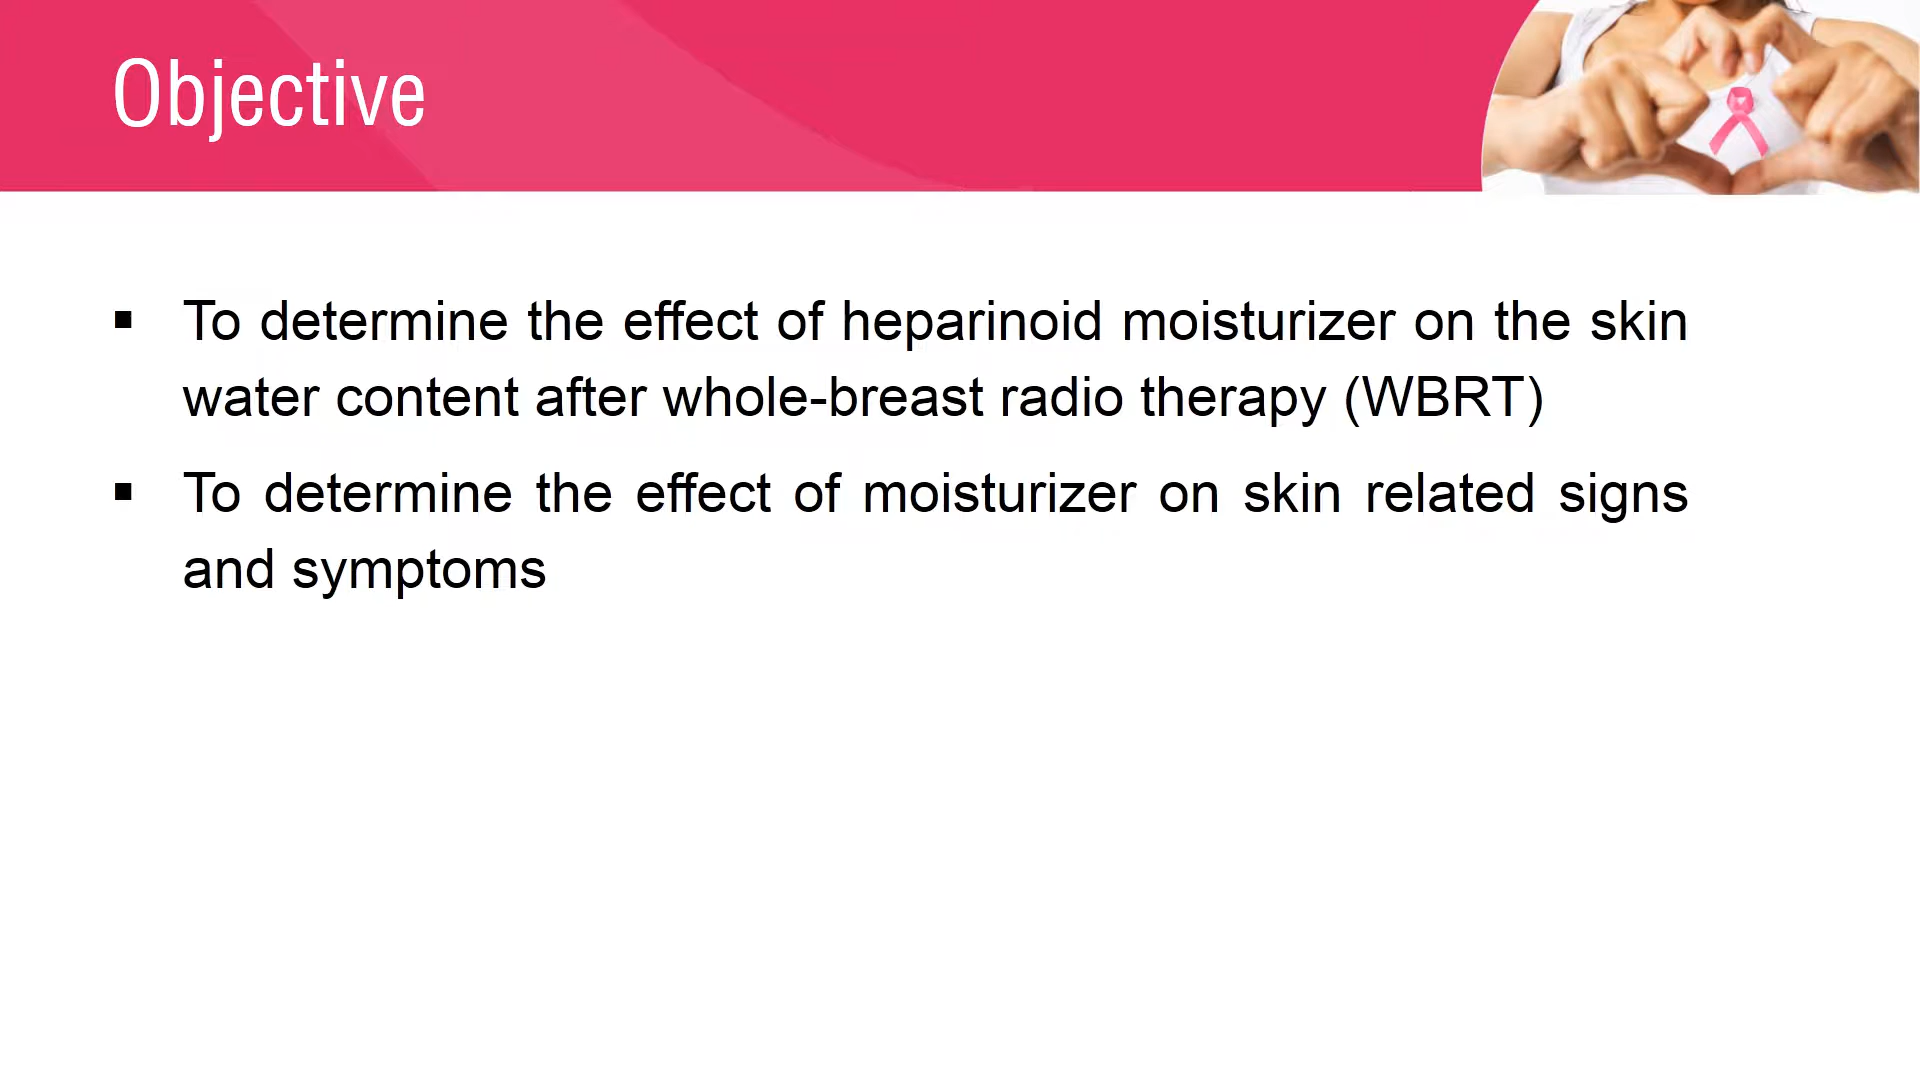 Objective
▪ To determine the effect of heparinoid moisturizer on the skin
water content after whole-breast radio therapy (WBRT)
▪ To determine the effect of moisturizer on skin related signs
and symptoms